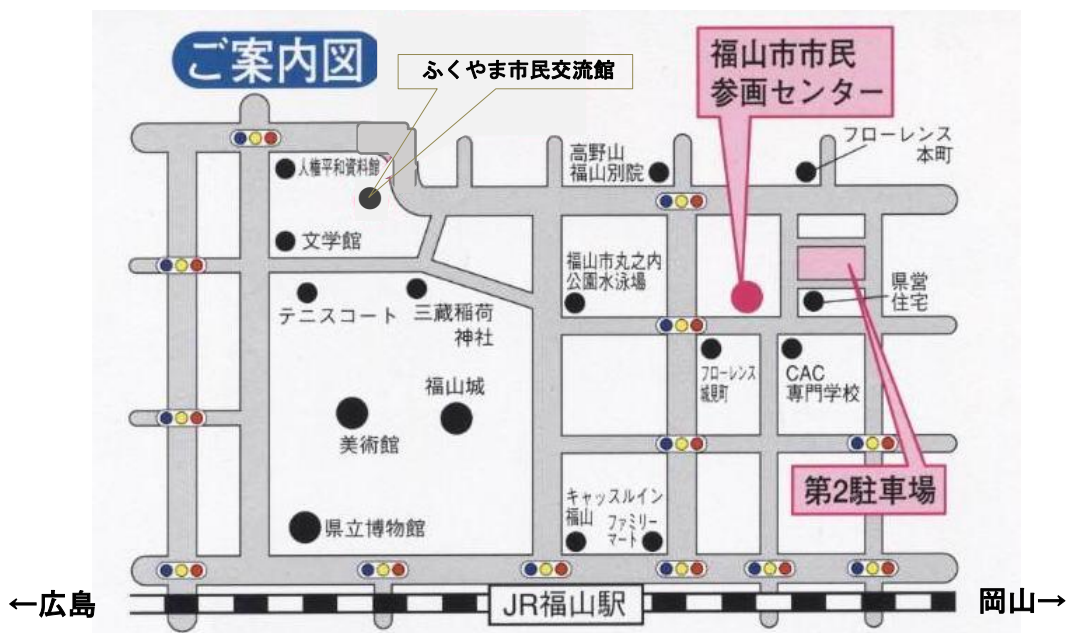 ご案内図
ふくやま市民交流館
福山市市民
参画センター
フローレンス
本町
高野山
福山別院
人権平和資料館
文学館
福山市丸之内
公園水泳場
県営
住宅
テニスコート
三蔵稲荷
神社
フローレンス
城見町
CAC
専門学校
福山城
美術館
第2駐車場
キャッスルイン
福山
ファミリー
マート
県立博物館
←広島
JR福山駅
岡山→